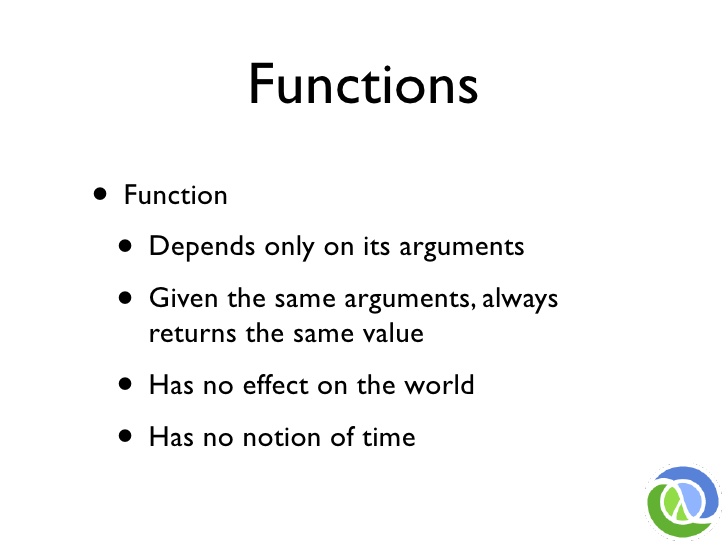 Functions
• Function
• Depends only on its arguments
• Given the same arguments, always
returns the same value
• Has no effect on the world
• Has no notion of time